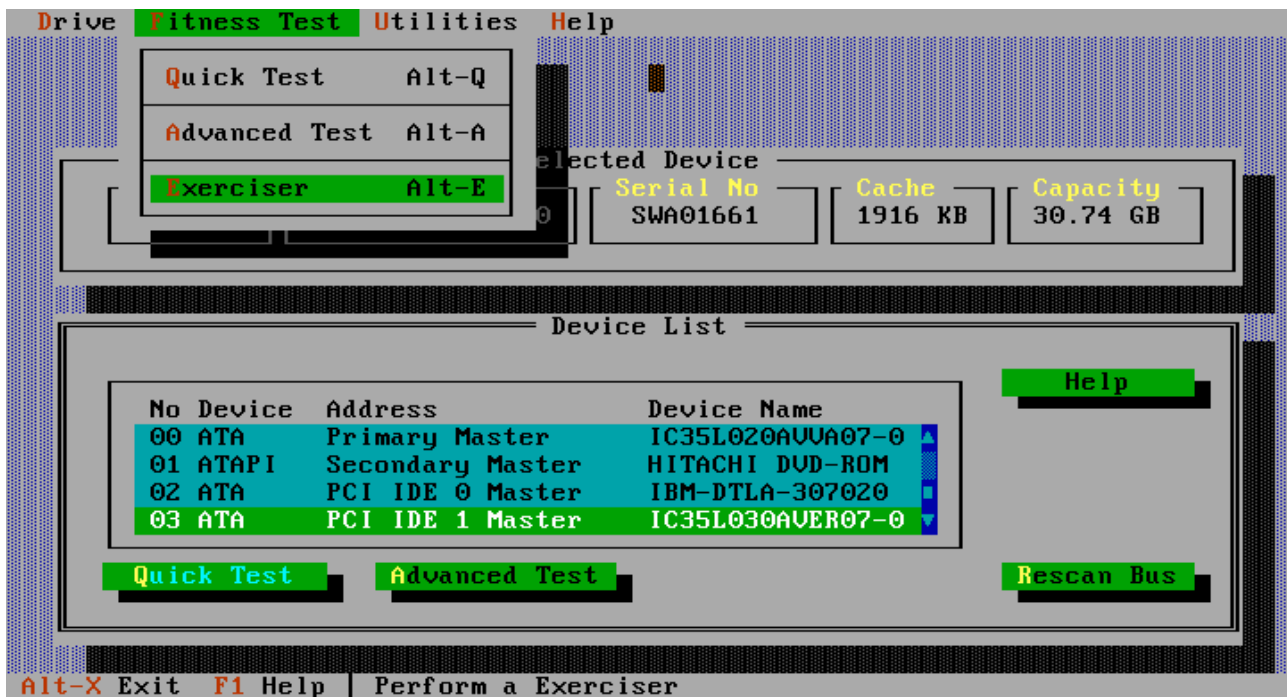 Drive Fitness Test Utilities Help
Quick Test Alt-Q
Advanced Test Alt-A
Exerciser Alt-E
elected Device
Serial No Cache Capacity
0 SWA01661 1916 KB 30.74 GB
Device List
Help
No Device Address Device Name
00 ATA Primary Master IC35L020AVVA07-0
01 ATAPI Secondary Master HITACHI DVD-ROM
02 ATA PCI IDE 0 Master IBM-DTLA-307020
03 ATA PCI IDE 1 Master IC35L030AVER07-0
Quick Test Advanced Test Rescan Bus
Alt-X Exit F1 Help | Perform a Exerciser